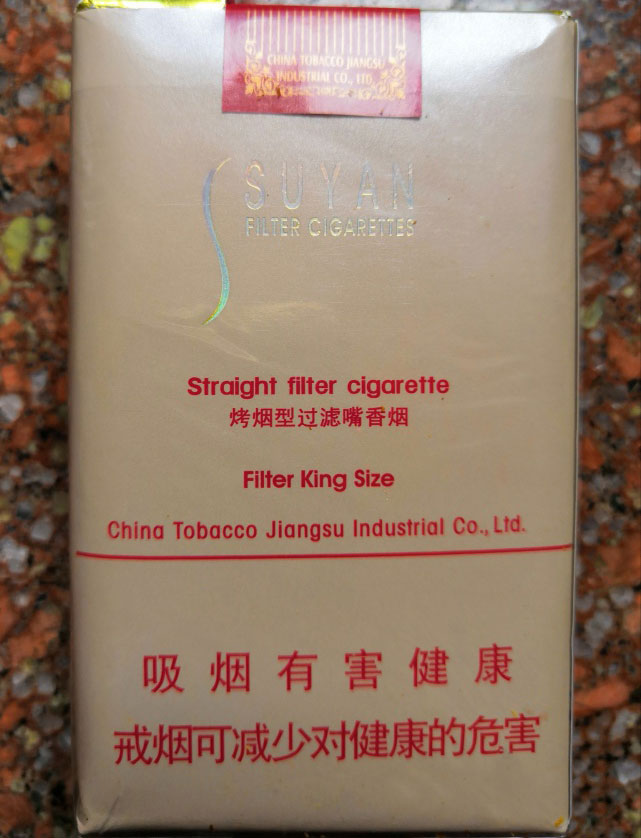 CHINA TOBACCO JIANGSU
INDUSTRIAL CO., LTD.
SUYAN
FILTER CIGARETTES
Straight filter cigarette
烤烟型过滤嘴香烟
Filter King Size
China Tobacco Jiangsu Industrial Co., Ltd.
吸烟有害健康
戒烟可减少对健康的危害